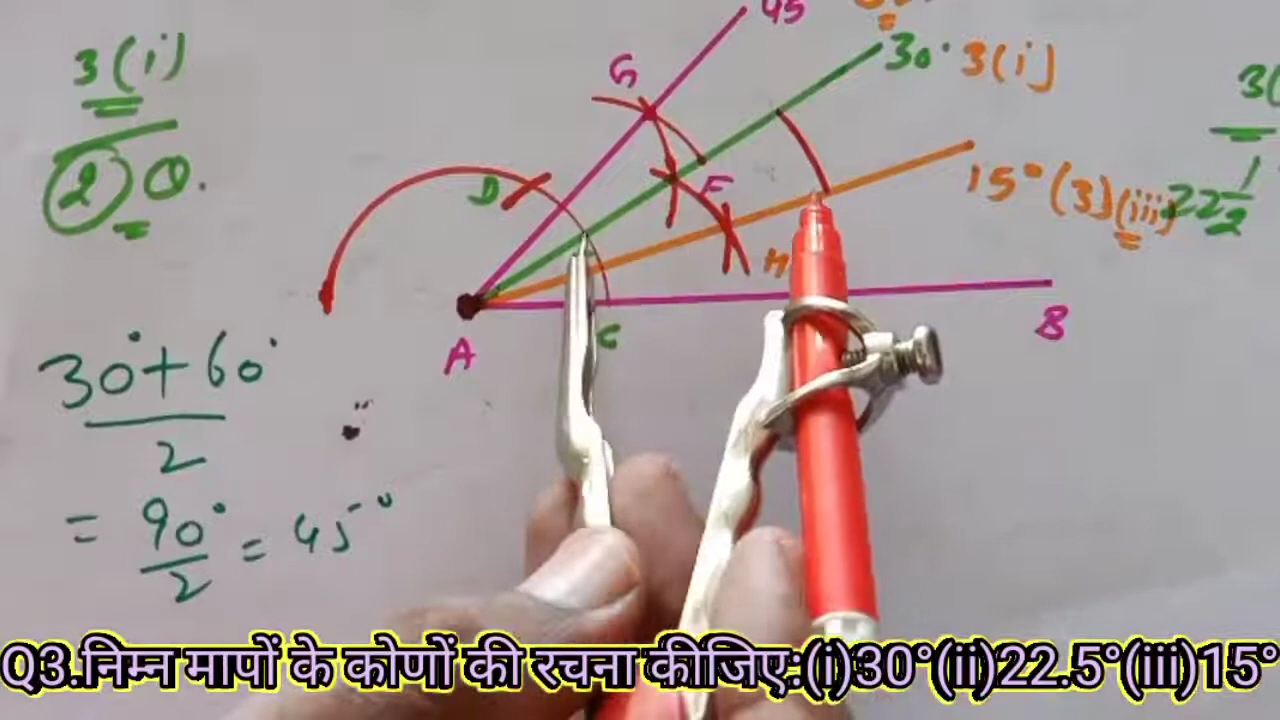 3(i)
② Q.
G
45
30° 3(i)
D
F
15° (3)(iii)
3(
22 1/2
H
A
C
B
30° + 60°
2
= 90°/2 = 45°
Q3.निम्न मापों के कोणों की रचना कीजिए:(i)30°(ii)22.5°(iii)15°